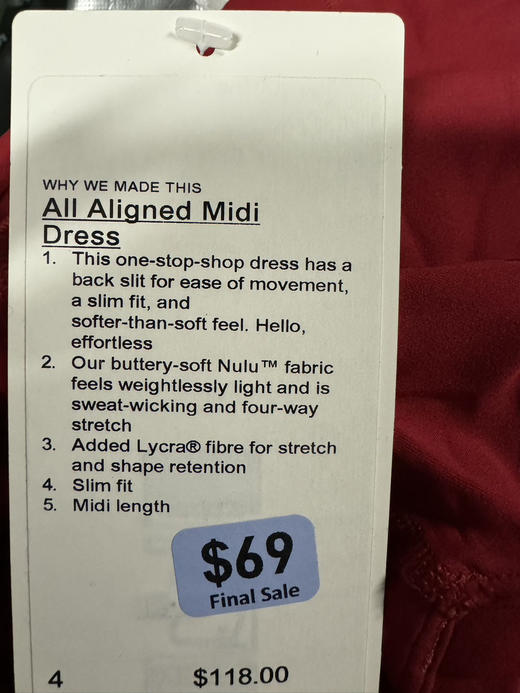 WHY WE MADE THIS
All Aligned Midi
Dress
1. This one-stop-shop dress has a
back slit for ease of movement,
a slim fit, and
softer-than-soft feel. Hello,
effortless
2. Our buttery-soft Nulu™ fabric
feels weightlessly light and is
sweat-wicking and four-way
stretch
3. Added Lycra® fibre for stretch
and shape retention
4. Slim fit
5. Midi length
$69
Final Sale
4 $118.00